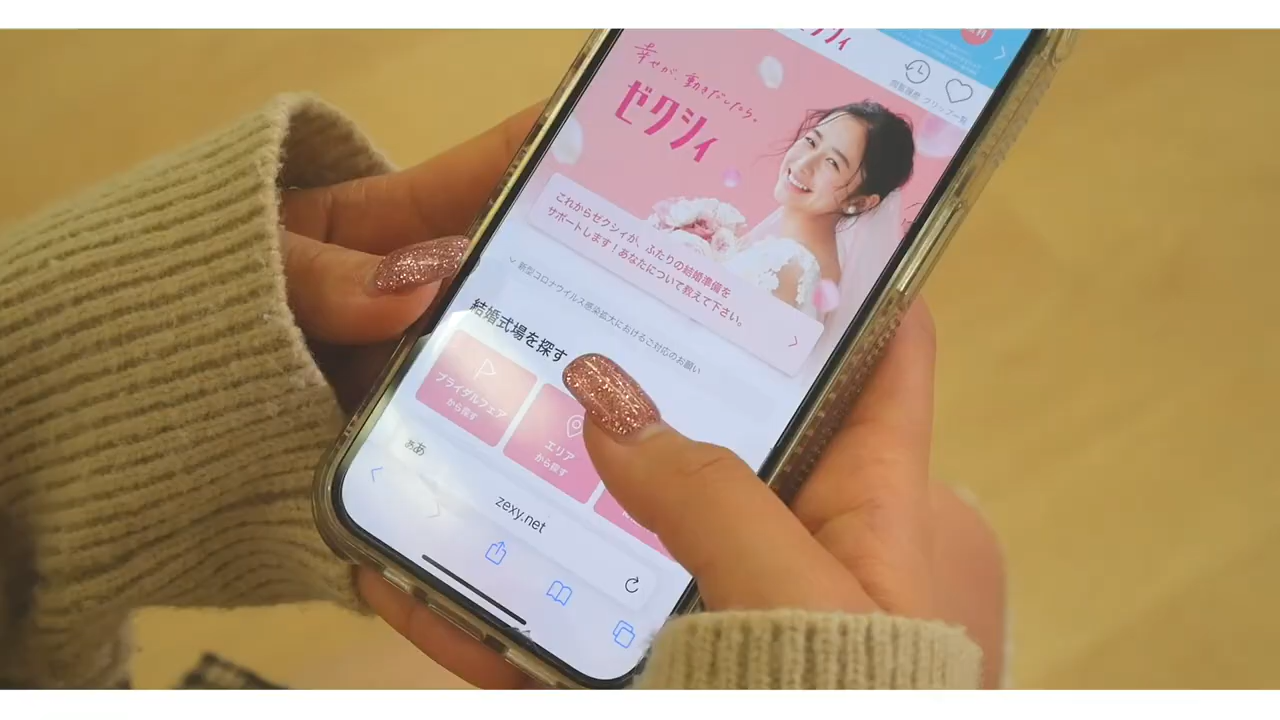 幸せが、動きだしたら。
ゼクシィ
閲覧履歴 クリップ一覧
これからゼクシィが、ふたりの結婚準備を
サポートします！あなたについて教えて下さい。
新型コロナウイルス感染拡大におけるご対応のお願い
結婚式場を探す
ブライダルフェア
から探す
エリア
から探す
ぁあ
zexy.net